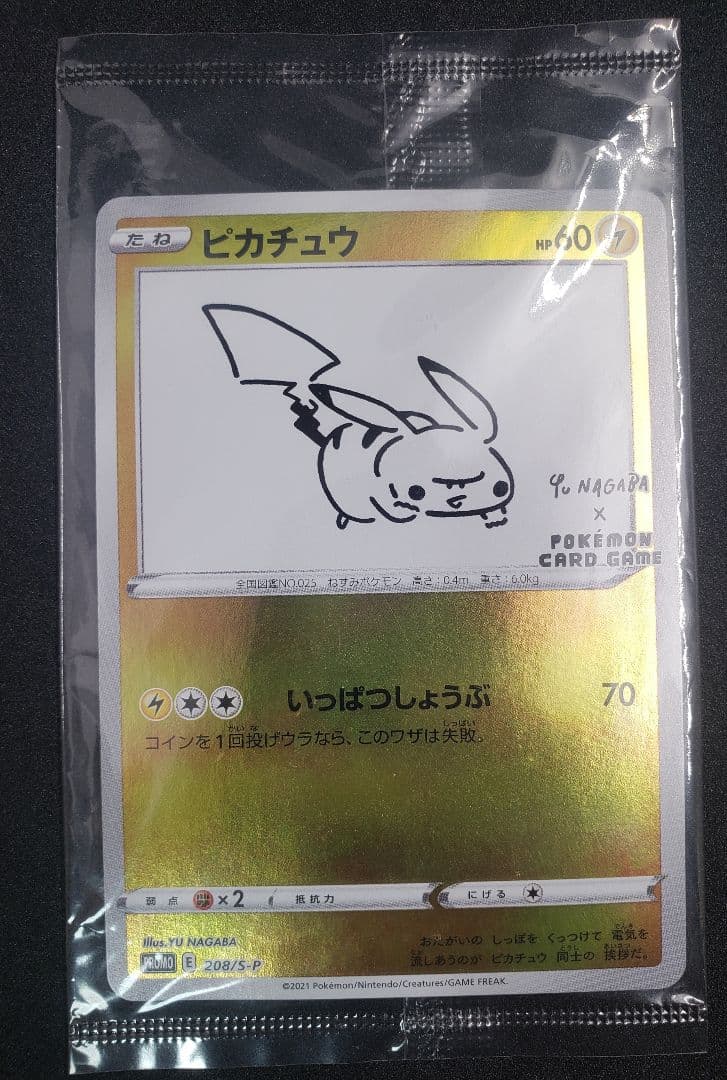 たね ピカチュウ HP60
Yu NAGABA
×
POKÉMON
CARD GAME
全国図鑑NO.025 ねずみポケモン 高さ:0.4m 重さ:6.0kg
いっぱつしょうぶ 70
コインを1回投げウラなら、このワザは失敗。
弱点 ×2 抵抗力 にげる
Illus.YU NAGABA
PROMO E 208/S-P
おたがいの しっぽを くっつけて 電気を
流しあうのが ピカチュウ 同士の 挨拶だ。
©2021 Pokémon/Nintendo/Creatures/GAME FREAK.